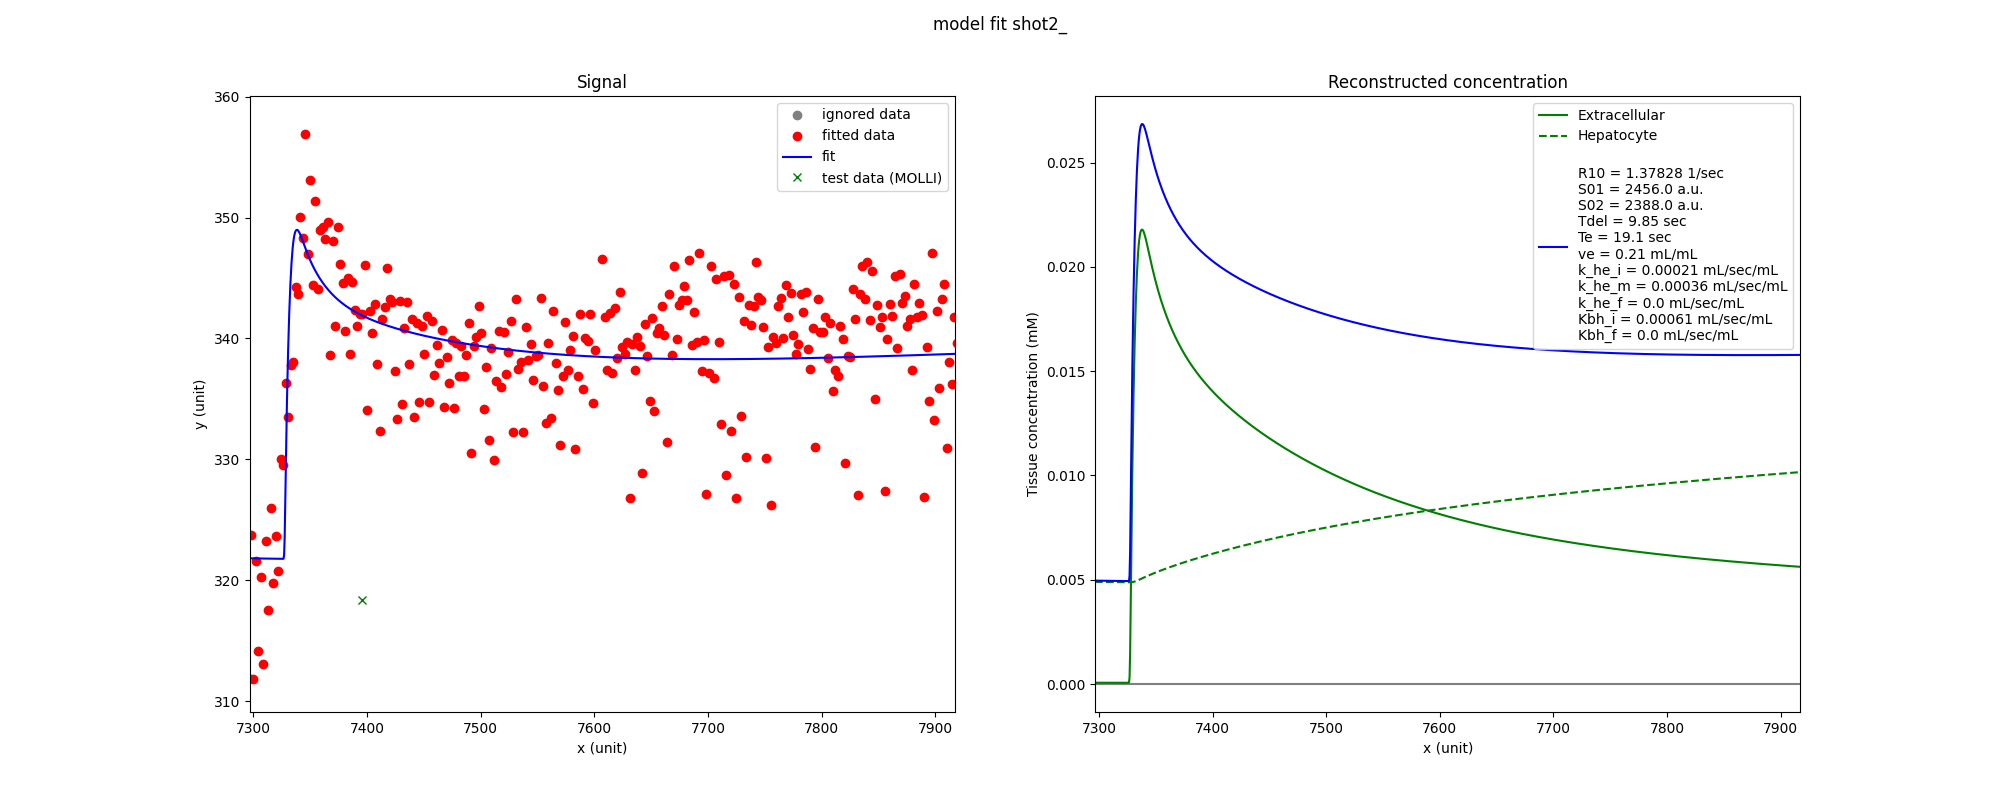 model fit shot2_
Signal
360
350
340
330
320
310
y (unit)
7300 7400 7500 7600 7700 7800 7900
x (unit)
ignored data
fitted data
fit
test data (MOLLI)
Reconstructed concentration
0.025
0.020
0.015
0.010
0.005
0.000
Tissue concentration (mM)
7300 7400 7500 7600 7700 7800 7900
x (unit)
Extracellular
Hepatocyte
R10 = 1.37828 1/sec
S01 = 2456.0 a.u.
S02 = 2388.0 a.u.
Tdel = 9.85 sec
Te = 19.1 sec
ve = 0.21 mL/mL
k_he_i = 0.00021 mL/sec/mL
k_he_m = 0.00036 mL/sec/mL
k_he_f = 0.0 mL/sec/mL
Kbh_i = 0.00061 mL/sec/mL
Kbh_f = 0.0 mL/sec/mL